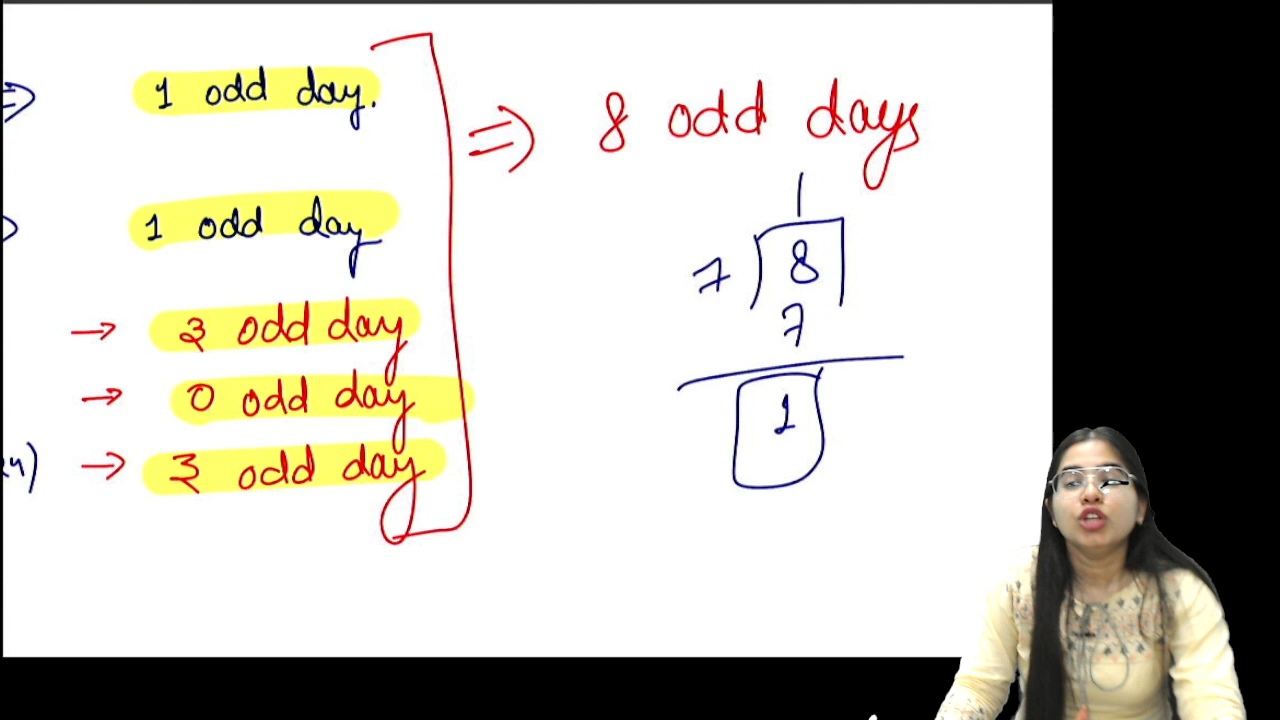 ⇒ 1 odd day.
⇒ 8 odd days
1 odd day
1
7) 8
7
1
→ 3 odd day
→ 0 odd day
→ 3 odd day